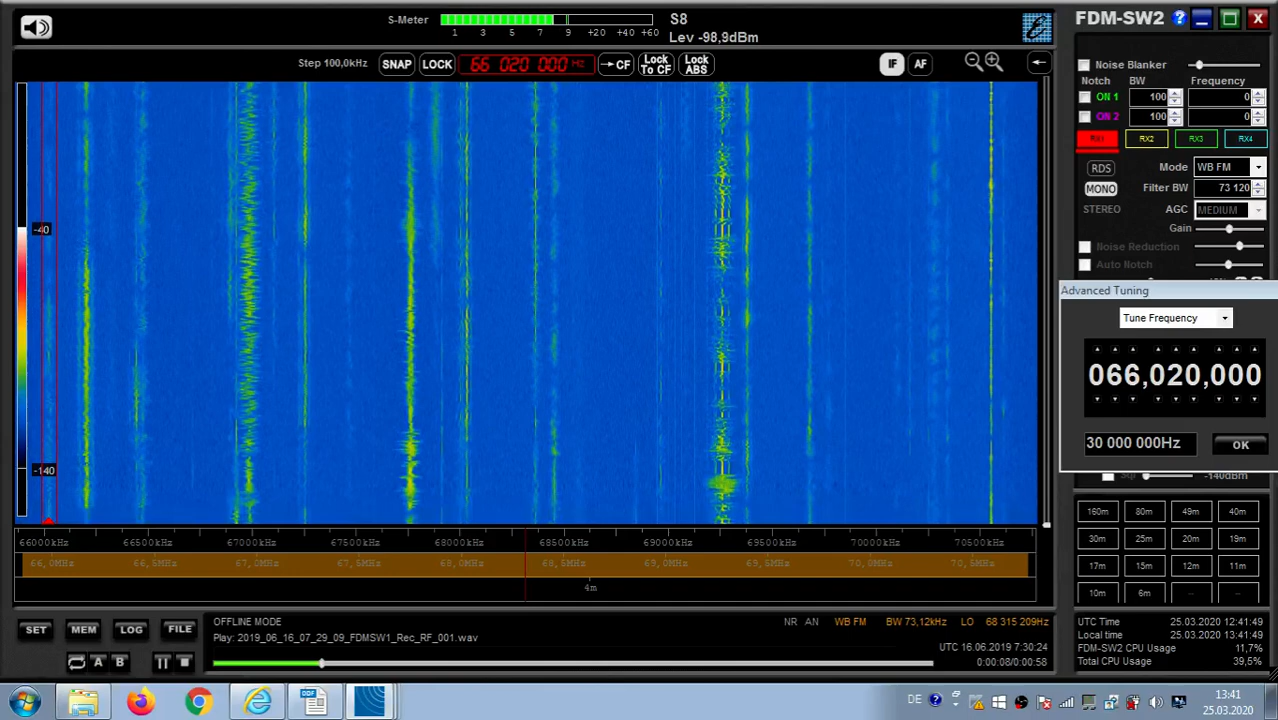 S-Meter
1 3 5 7 9 +20 +40 +60
S8
Lev -98,9dBm
FDM-SW2
Step 100,0kHz
SNAP
LOCK
66 020 000 HZ
→CF
Lock To CF
Lock ABS
IF
AF
Noise Blanker
Notch BW Frequency
ON 1 100 0
ON 2 100 0
RX1 RX2 RX3 RX4
RDS
Mode WB FM
MONO
Filter BW 73 120
STEREO
AGC MEDIUM
Gain
Noise Reduction
Auto Notch
Advanced Tuning
Tune Frequency
066,020,000
30 000 000Hz
OK
Sql -140dBm
-40
-140
66000kHz 66500kHz 67000kHz 67500kHz 68000kHz 68500kHz 69000kHz 69500kHz 70000kHz 70500kHz
66,0MHz 66,5MHz 67,0MHz 67,5MHz 68,0MHz 68,5MHz 69,0MHz 69,5MHz 70,0MHz 70,5MHz
4m
160m 80m 49m 40m
30m 25m 20m 19m
17m 15m 12m 11m
10m 6m -- --
SET
MEM
LOG
FILE
A
B
OFFLINE MODE
NR AN WB FM BW 73,12kHz LO 68 315 209Hz
Play: 2019_06_16_07_29_09_FDMSW1_Rec_RF_001.wav
UTC 16.06.2019 7:30:24
0:00:08/0:00:58
UTC Time 25.03.2020 12:41:49
Local time 25.03.2020 13:41:49
FDM-SW2 CPU Usage 11,7%
Total CPU Usage 39,5%
ODF
DE
13:41
25.03.2020